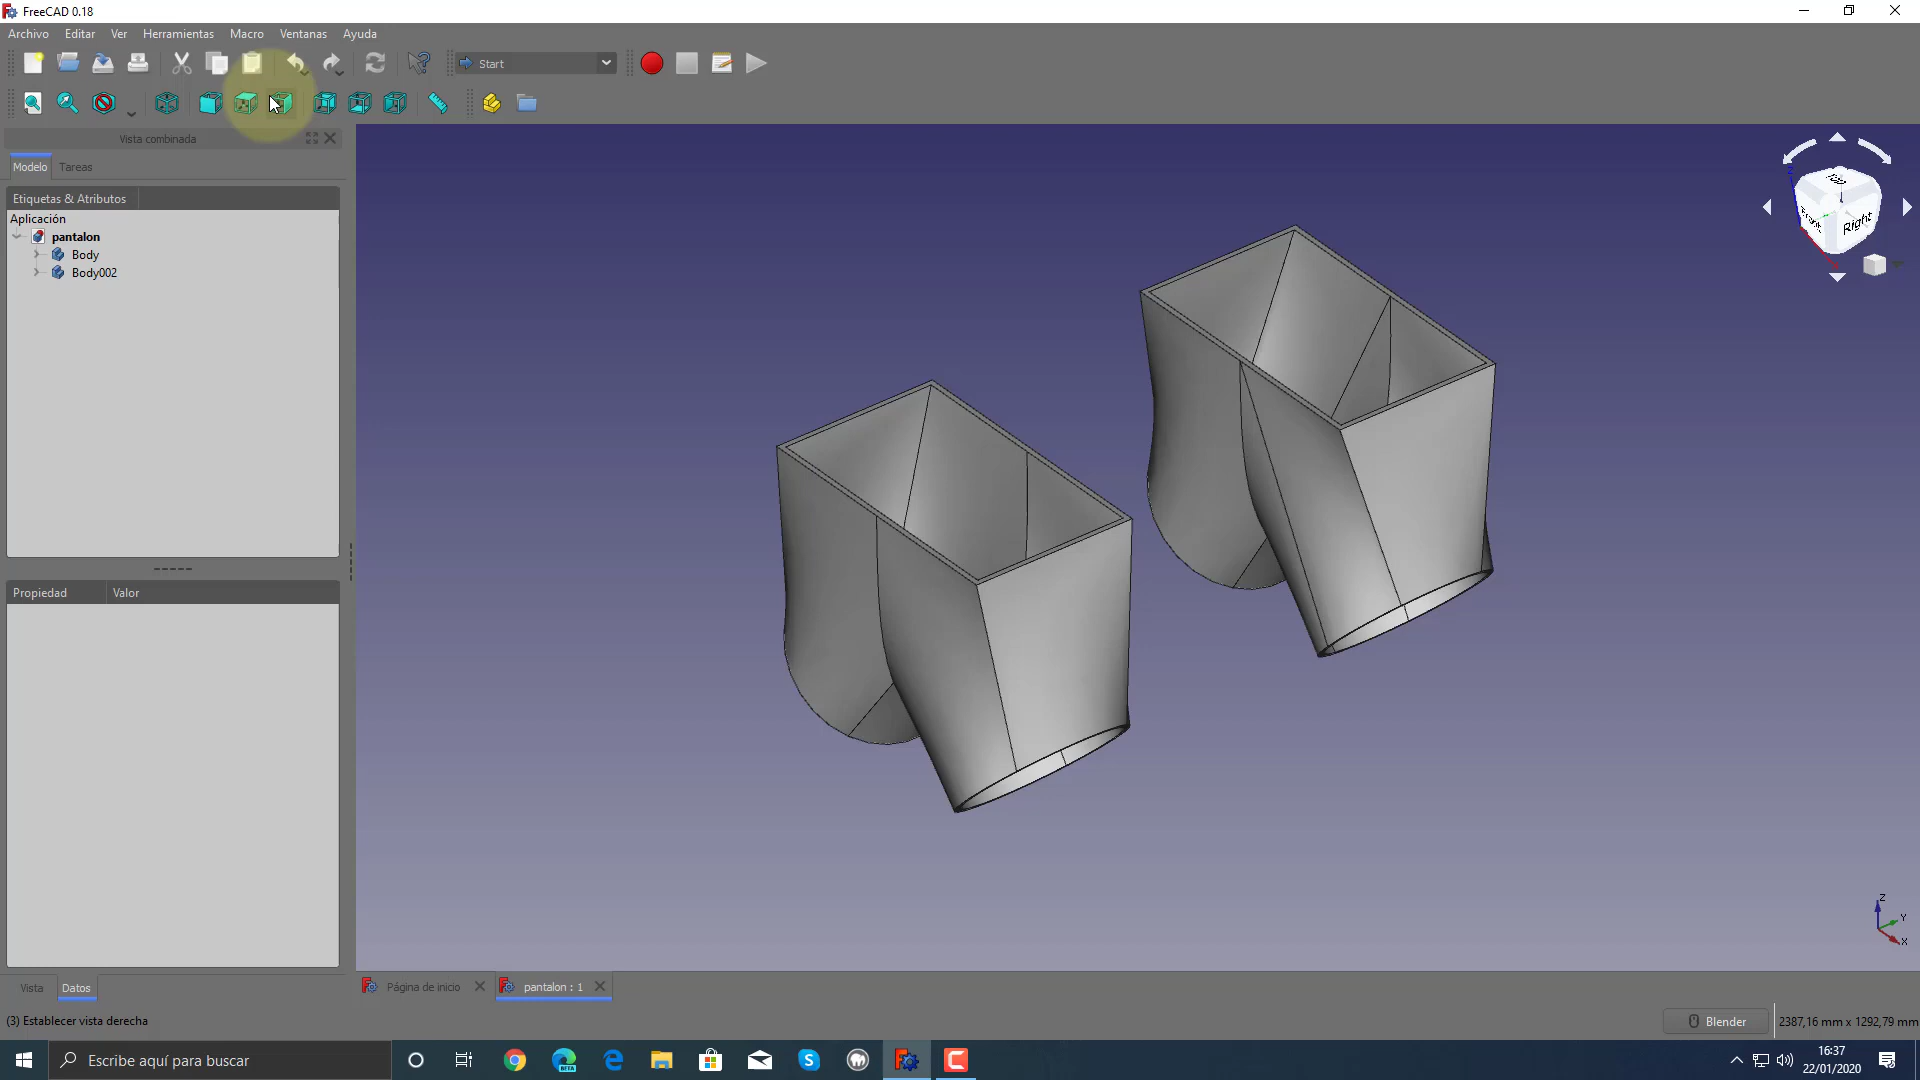 FreeCAD 0.18
Archivo Editar Ver Herramientas Macro Ventanas Ayuda
Start
Vista combinada
Modelo Tareas
Etiquetas & Atributos
Aplicación
pantalon
Body
Body002
Propiedad Valor
Vista Datos
Top
Front
Right
Z
Y
X
Página de inicio pantalon : 1
(3) Establecer vista derecha
Blender 2387,16 mm x 1292,79 mm
Escribe aquí para buscar
BETA
16:37
22/01/2020